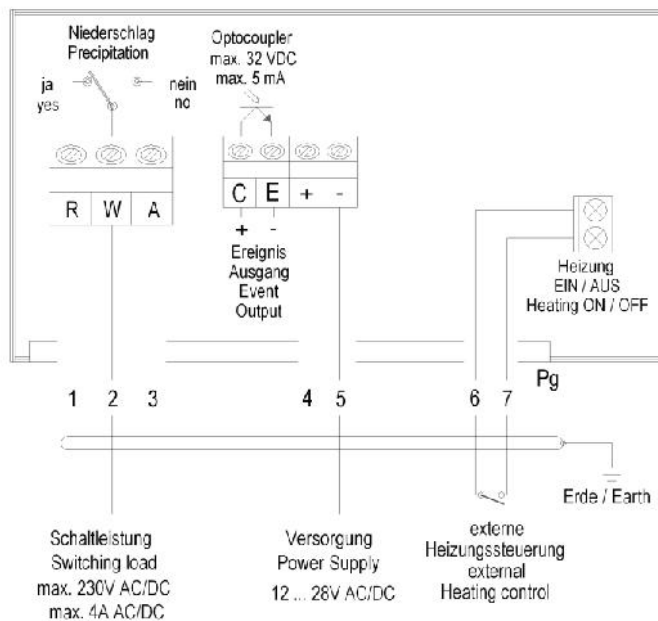 Niederschlag
Precipitation
ja
yes
nein
no
Optocoupler
max. 32 VDC
max. 5 mA
R W A
C E + -
+ -
Ereignis
Ausgang
Event
Output
Heizung
EIN / AUS
Heating ON / OFF
Pg
1 2 3 4 5 6 7
Erde / Earth
Schaltleistung
Switching load
max. 230V AC/DC
max. 4A AC/DC
Versorgung
Power Supply
12 ... 28V AC/DC
externe
Heizungssteuerung
external
Heating control